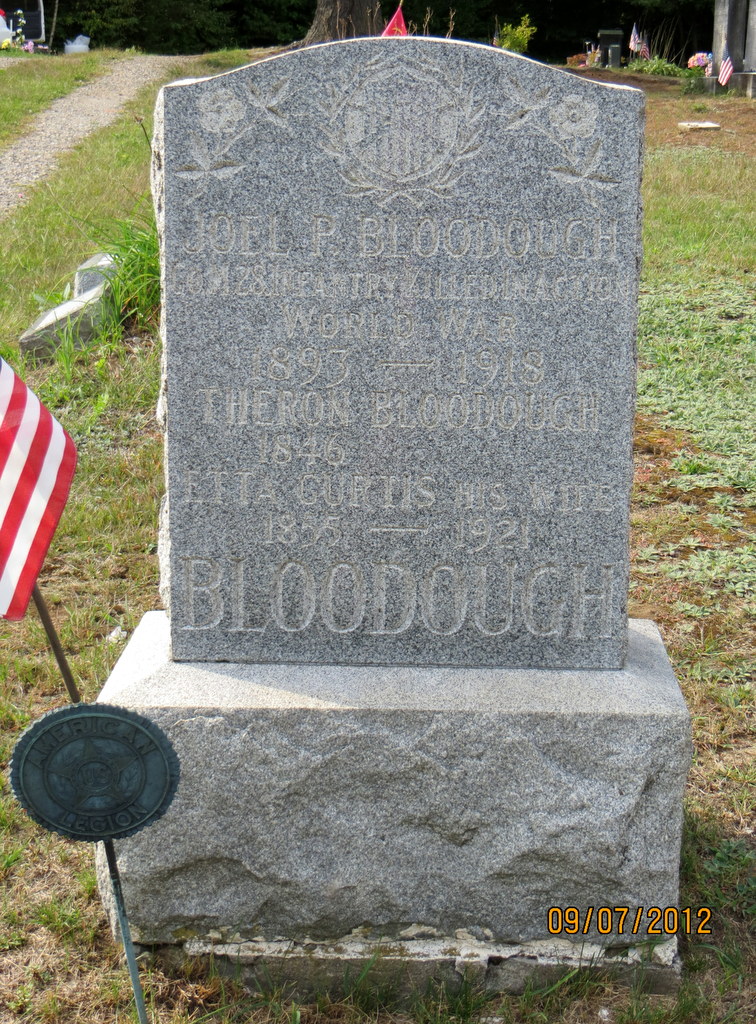 JOEL P. BLOODOUGH
CO.M.28.INFANTRY KILLED IN ACTION
WORLD WAR
1893 — 1918
THERON BLOODOUGH
1846
ETTA CURTIS HIS WIFE
1855 — 1921
BLOODOUGH
AMERICAN
LEGION
09/07/2012